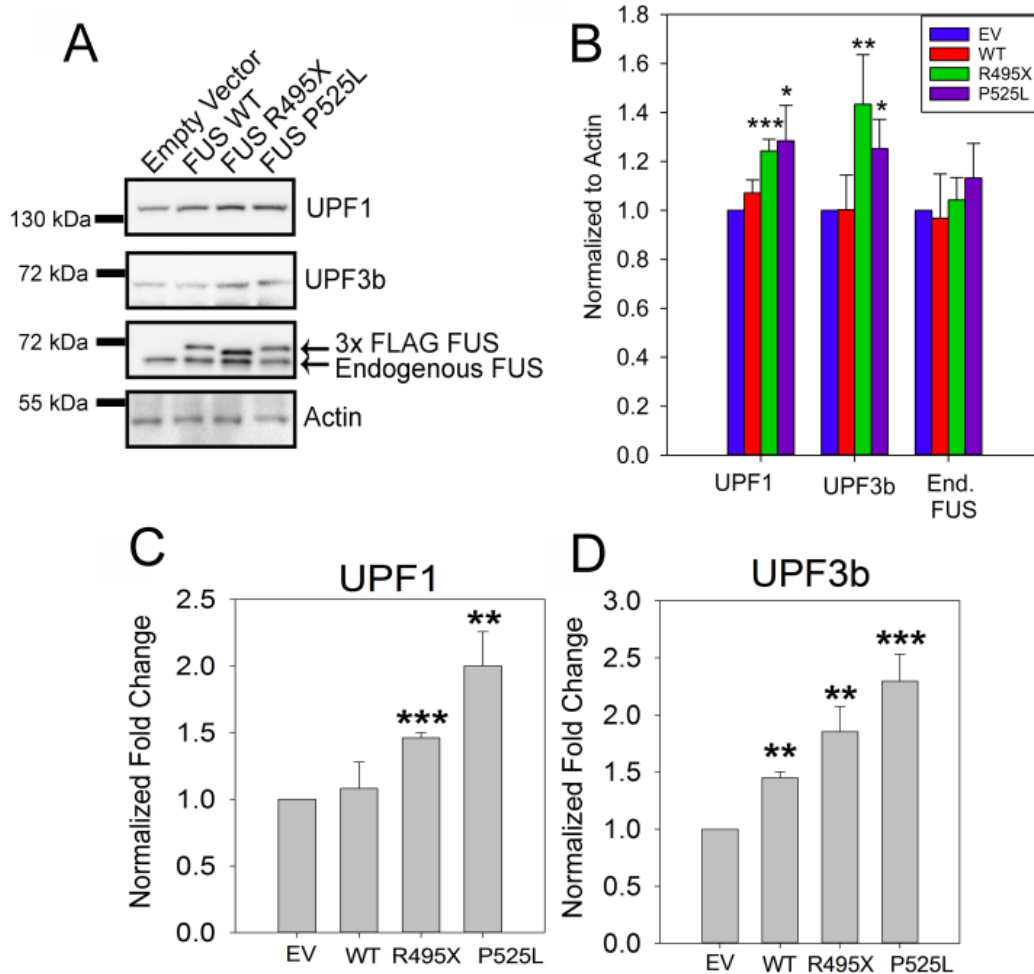 A
Empty Vector
FUS WT
FUS R495X
FUS P525L
130 kDa
UPF1
72 kDa
UPF3b
72 kDa
3x FLAG FUS
Endogenous FUS
55 kDa
Actin
B
Normalized to Actin
1.8
1.6
1.4
1.2
1.0
0.8
0.6
0.4
0.2
0.0
EV
WT
R495X
P525L
***
*
**
*
UPF1
UPF3b
End.
FUS
C
UPF1
Normalized Fold Change
2.5
2.0
1.5
1.0
0.5
0.0
***
**
EV
WT
R495X
P525L
D
UPF3b
Normalized Fold Change
3.0
2.5
2.0
1.5
1.0
0.5
0.0
**
**
***
EV
WT
R495X
P525L